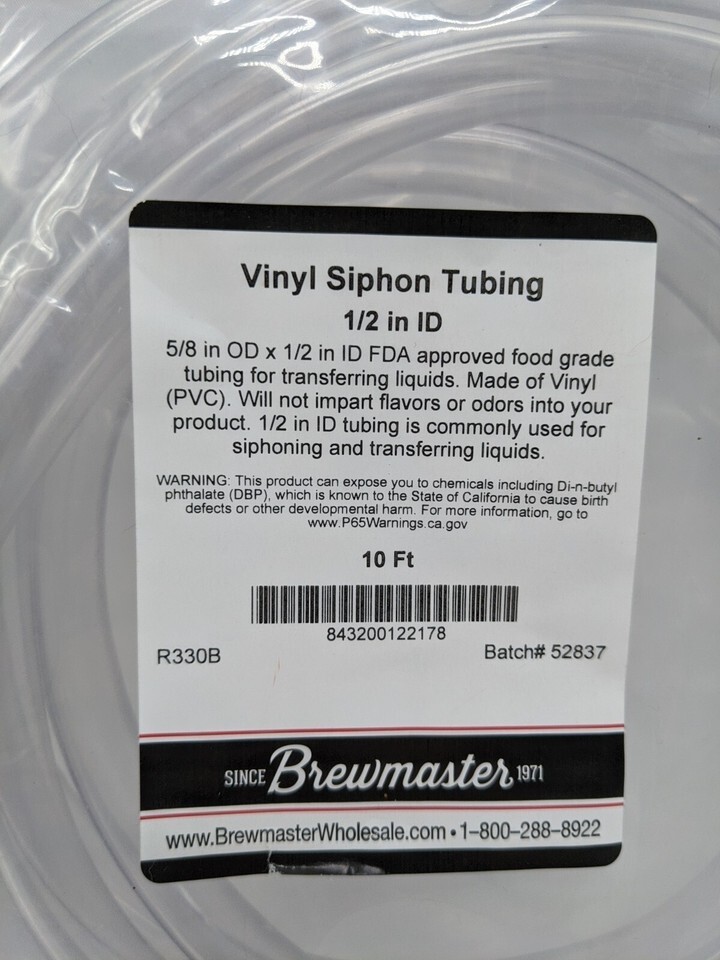 Vinyl Siphon Tubing
1/2 in ID
5/8 in OD x 1/2 in ID FDA approved food grade
tubing for transferring liquids. Made of Vinyl
(PVC). Will not impart flavors or odors into your
product. 1/2 in ID tubing is commonly used for
siphoning and transferring liquids.
WARNING: This product can expose you to chemicals including Di-n-butyl
phthalate (DBP), which is known to the State of California to cause birth
defects or other developmental harm. For more information, go to
www.P65Warnings.ca.gov
10 Ft
843200122178
R330B Batch# 52837
SINCE Brewmaster 1971
www.BrewmasterWholesale.com • 1-800-288-8922